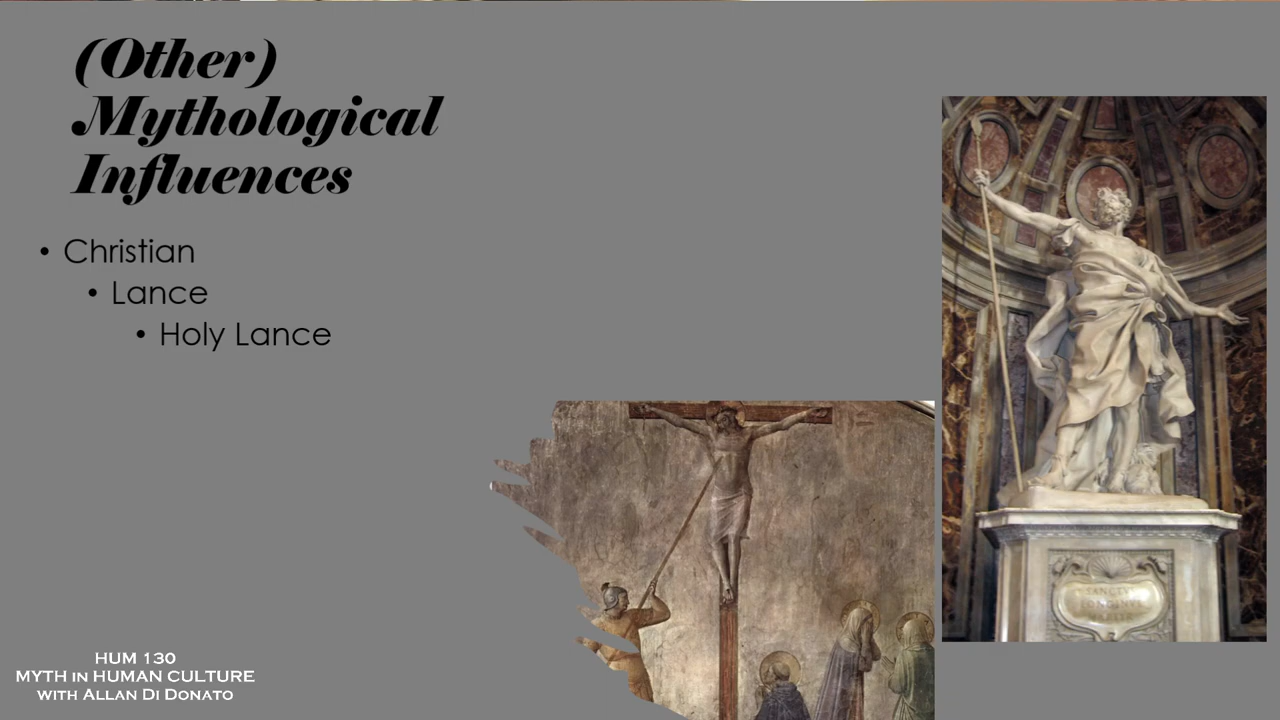 (Other)
Mythological
Influences
• Christian
• Lance
• Holy Lance
HUM 130
MYTH in HUMAN CULTURE
WITH ALLAN DI DONATO